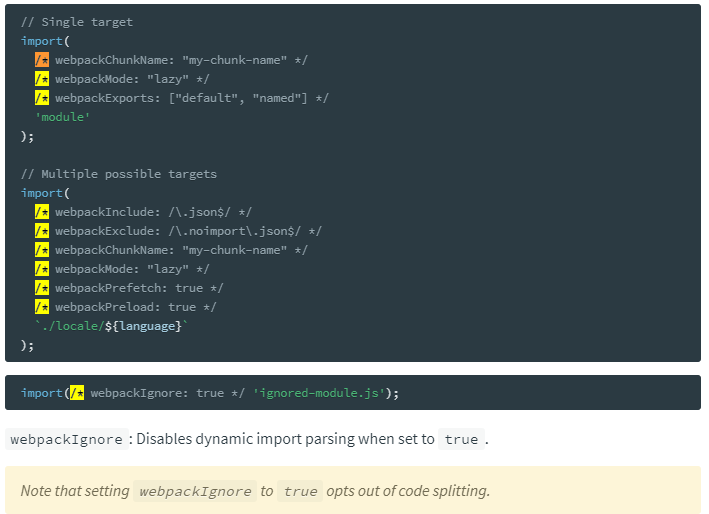 // Single target
import(
/* webpackChunkName: "my-chunk-name" */
/* webpackMode: "lazy" */
/* webpackExports: ["default", "named"] */
'module'
);
// Multiple possible targets
import(
/* webpackInclude: /\.json$/ */
/* webpackExclude: /\.noimport\.json$/ */
/* webpackChunkName: "my-chunk-name" */
/* webpackMode: "lazy" */
/* webpackPrefetch: true */
/* webpackPreload: true */
`./locale/${language}`
);
import(/* webpackIgnore: true */ 'ignored-module.js');
webpackIgnore: Disables dynamic import parsing when set to true.
Note that setting webpackIgnore to true opts out of code splitting.